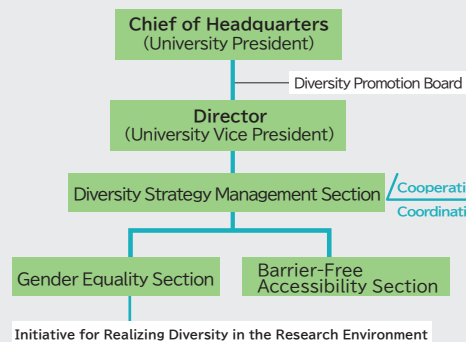 Chief of Headquarters
(University President)
Diversity Promotion Board
Director
(University Vice President)
Diversity Strategy Management Section
Gender Equality Section
Barrier-Free
Accessibility Section
Initiative for Realizing Diversity in the Research Environment